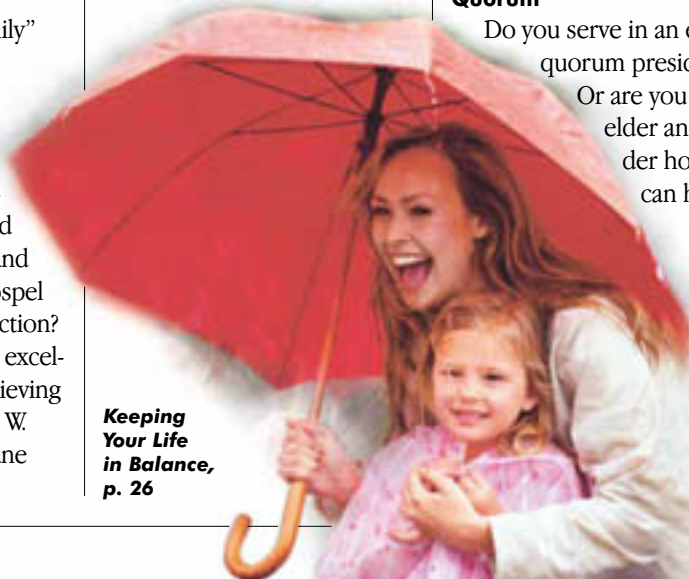 ily”
d
and
ospel
ction?
excel-
ieving
W.
ne
Keeping
Your Life
in Balance,
p. 26
Quorum
Do you serve in an e
quorum presid
Or are you
elder an
der ho
can h